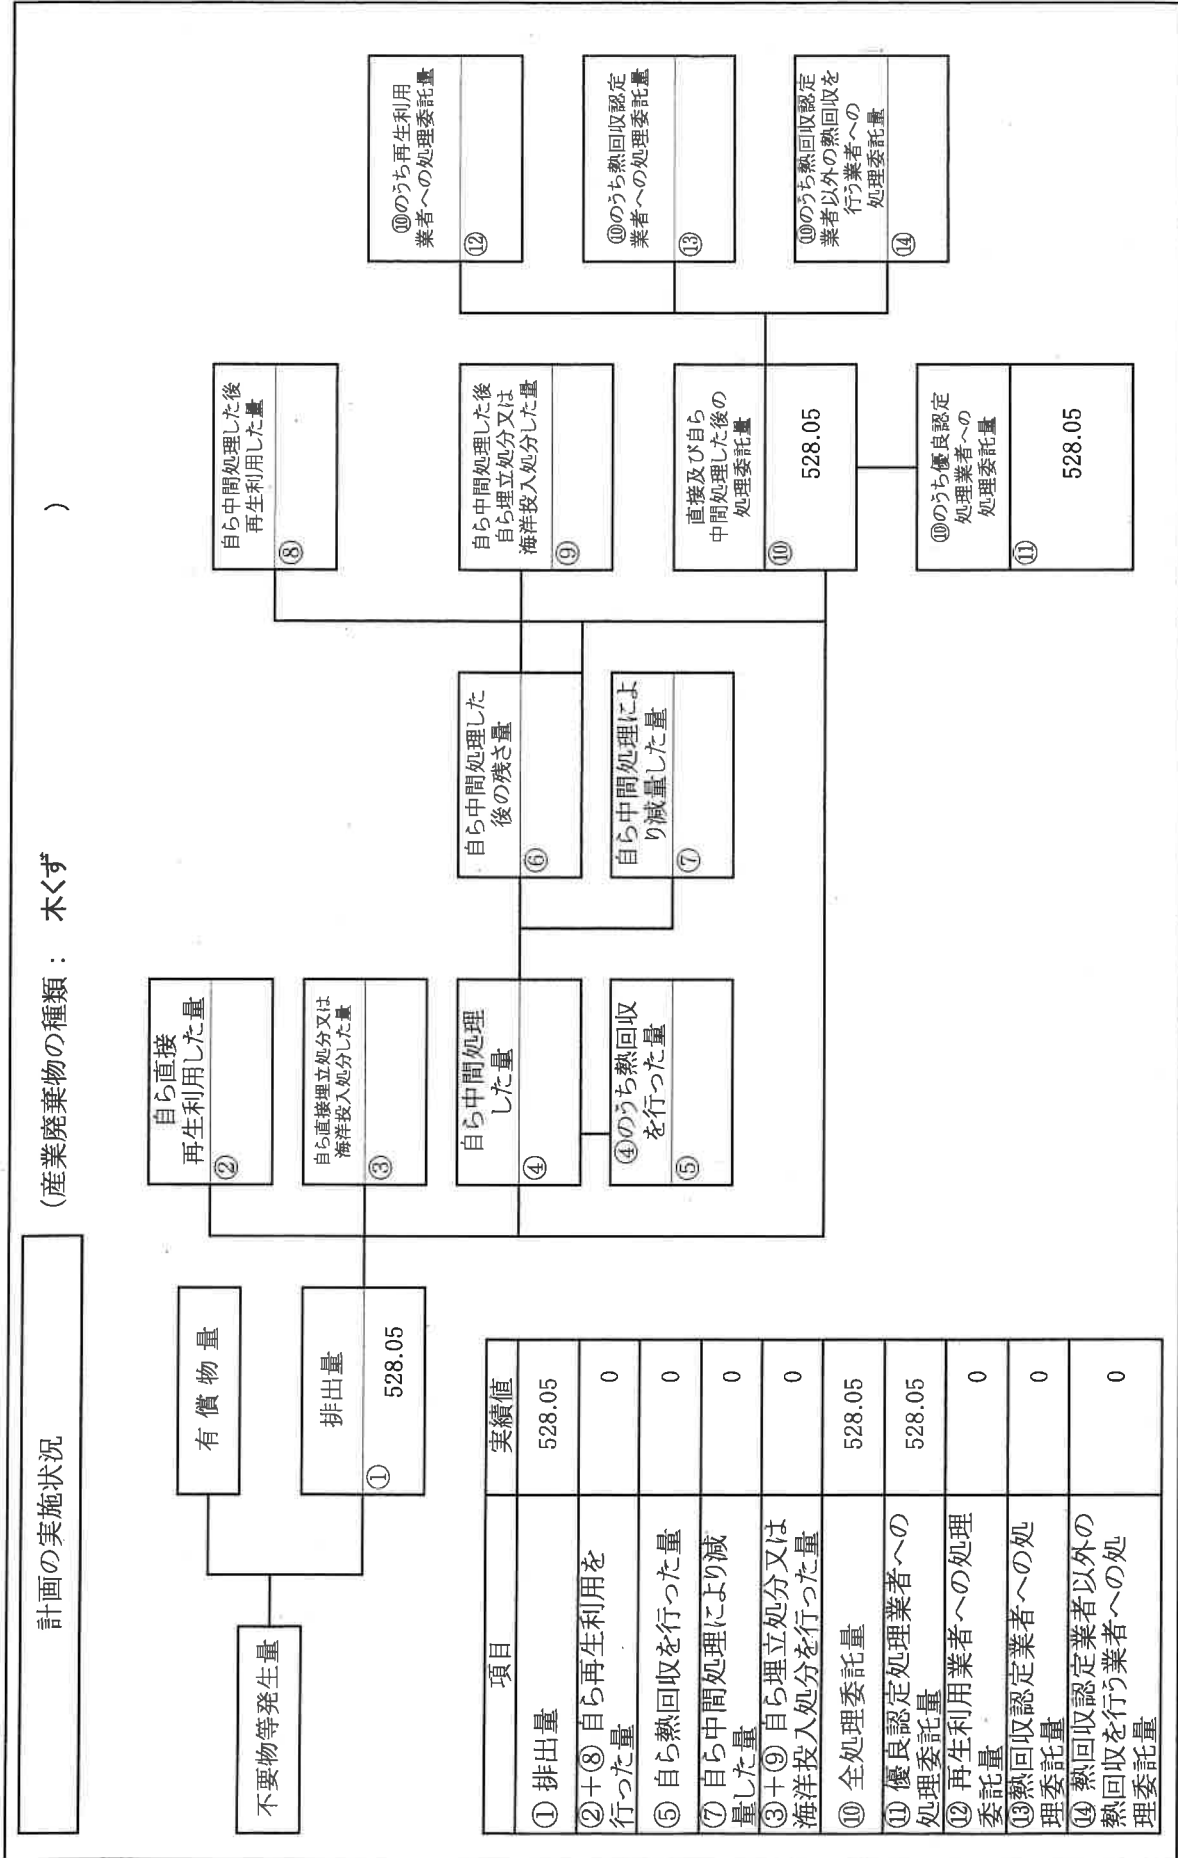 計画の実施状況
(産業廃棄物の種類： 木くず )
不要物等発生量
有 償 物 量
排出量
① 528.05
自ら直接
再生利用した量
②
自ら直接埋立処分又は
海洋投入処分した量
③
自ら中間処理
した量
④
④のうち熱回収
を行った量
⑤
自ら中間処理した
後の残さ量
⑥
自ら中間処理によ
り減量した量
⑦
自ら中間処理した後
再生利用した量
⑧
自ら中間処理した後
自ら埋立処分又は
海洋投入処分した量
⑨
直接及び自ら
中間処理した後の
処理委託量
⑩ 528.05
⑩のうち優良認定
処理業者への
処理委託量
⑪ 528.05
⑩のうち再生利用
業者への処理委託量
⑫
⑩のうち熱回収認定
業者への処理委託量
⑬
⑩のうち熱回収認定
業者以外の熱回収を
行う業者への
処理委託量
⑭
項目 実績値
① 排出量 528.05
②＋⑧ 自ら再生利用を
行った量 0
⑤ 自ら熱回収を行った量 0
⑦ 自ら中間処理により減
量した量 0
③＋⑨ 自ら埋立処分又は
海洋投入処分を行った量 0
⑩ 全処理委託量 528.05
⑪ 優良認定処理業者への
処理委託量 528.05
⑫ 再生利用業者への処理
委託量 0
⑬熱回収認定業者への処
理委託量 0
⑭ 熱回収認定業者以外の
熱回収を行う業者への処
理委託量 0